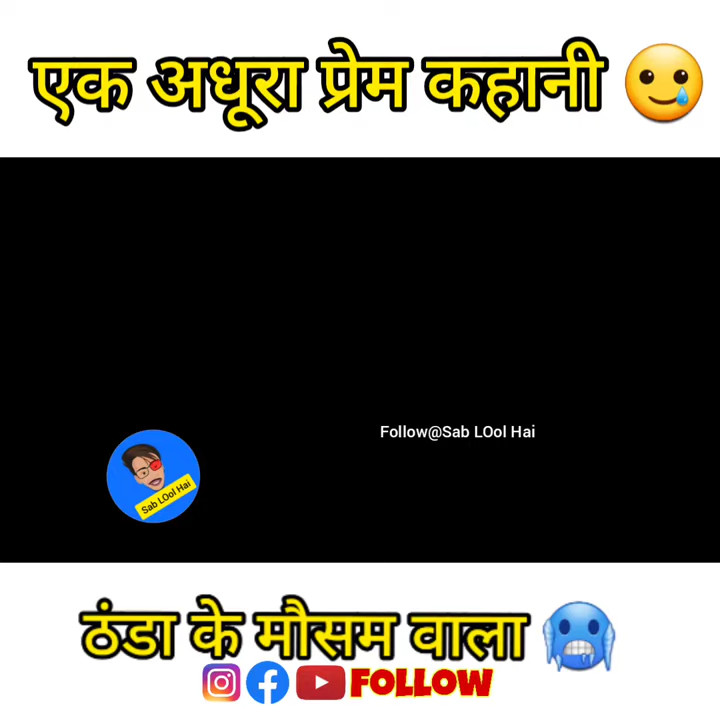 एक अधूरा प्रेम कहानी
Follow@Sab LOol Hai
Sab LOol Hai
ठंडा के मौसम वाला
FOLLOW